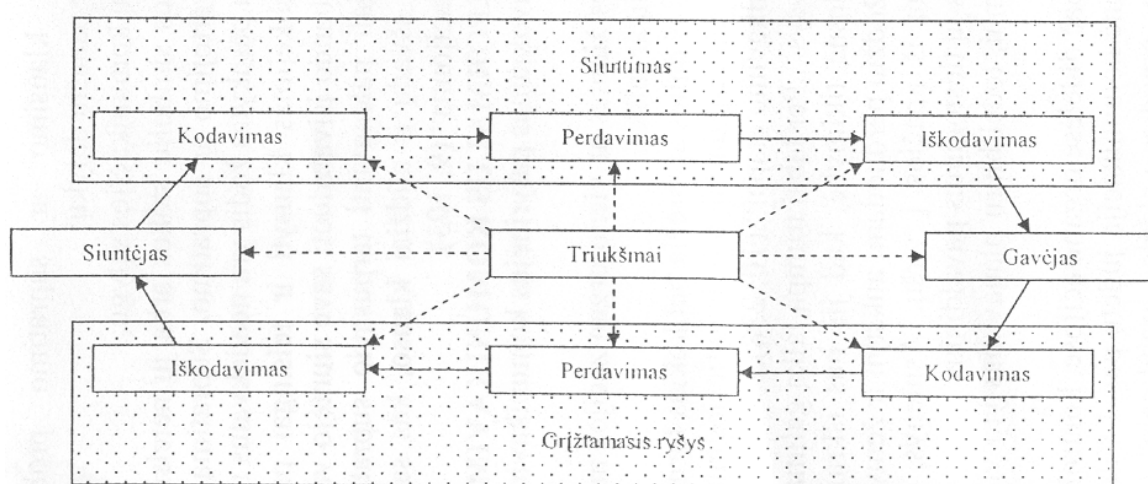 Siuntimas
Kodavimas
Perdavimas
Iškodavimas
Siuntėjas
Triukšmai
Gavėjas
Iškodavimas
Perdavimas
Kodavimas
Grįžtamasis ryšys